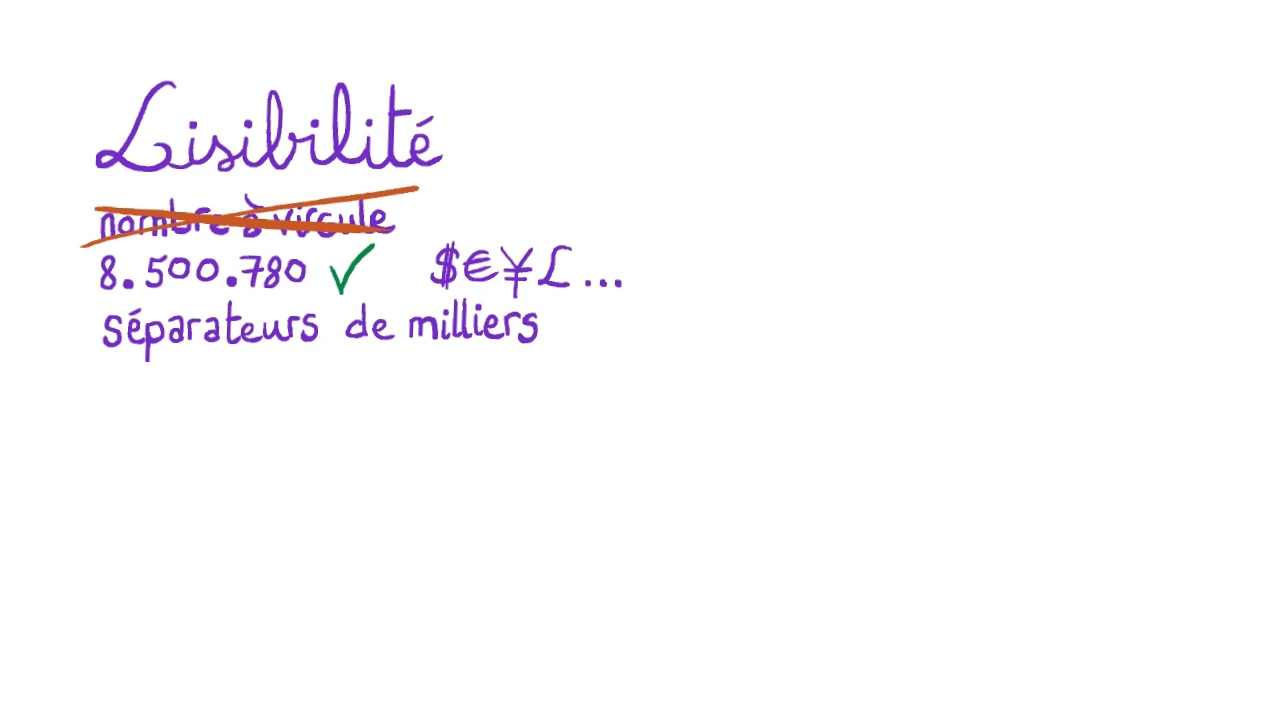 Lisibilité
nombre à virgule
8.500.780 ✓ $€¥£...
séparateurs de milliers